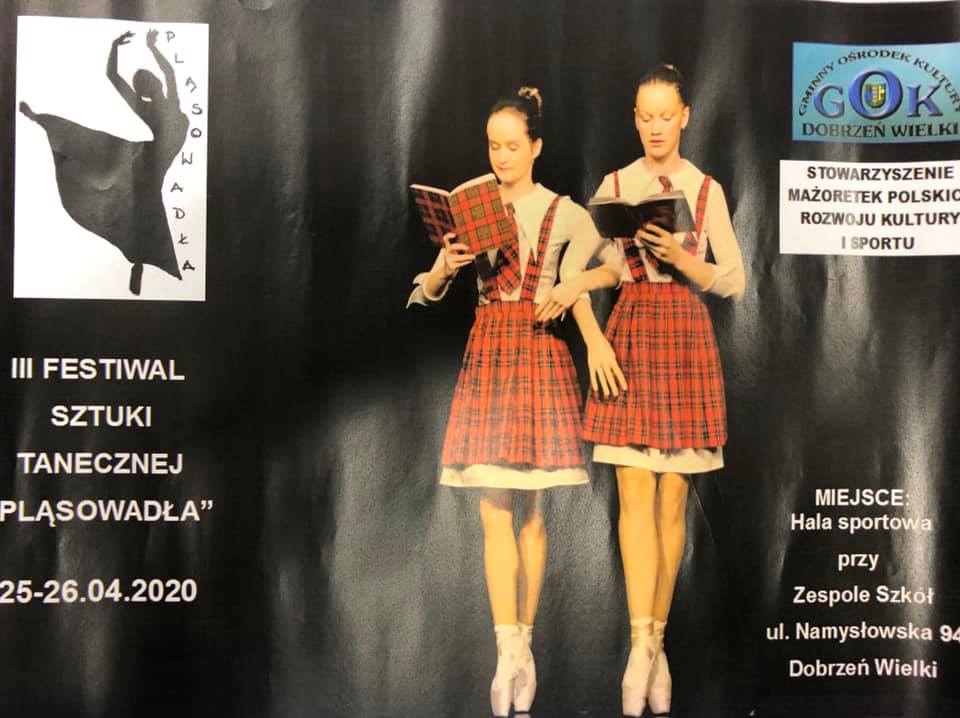 PLĄSOWADŁA
III FESTIWAL
SZTUKI
TANECZNEJ
PLĄSOWADŁA”
25-26.04.2020
GMINNY OŚRODEK KULTURY
GOK
DOBRZEŃ WIELKI
STOWARZYSZENIE
MAŻORETEK POLSKIC
ROZWOJU KULTURY
I SPORTU
MIEJSCE:
Hala sportowa
przy
Zespole Szkół
ul. Namysłowska 94
Dobrzeń Wielki